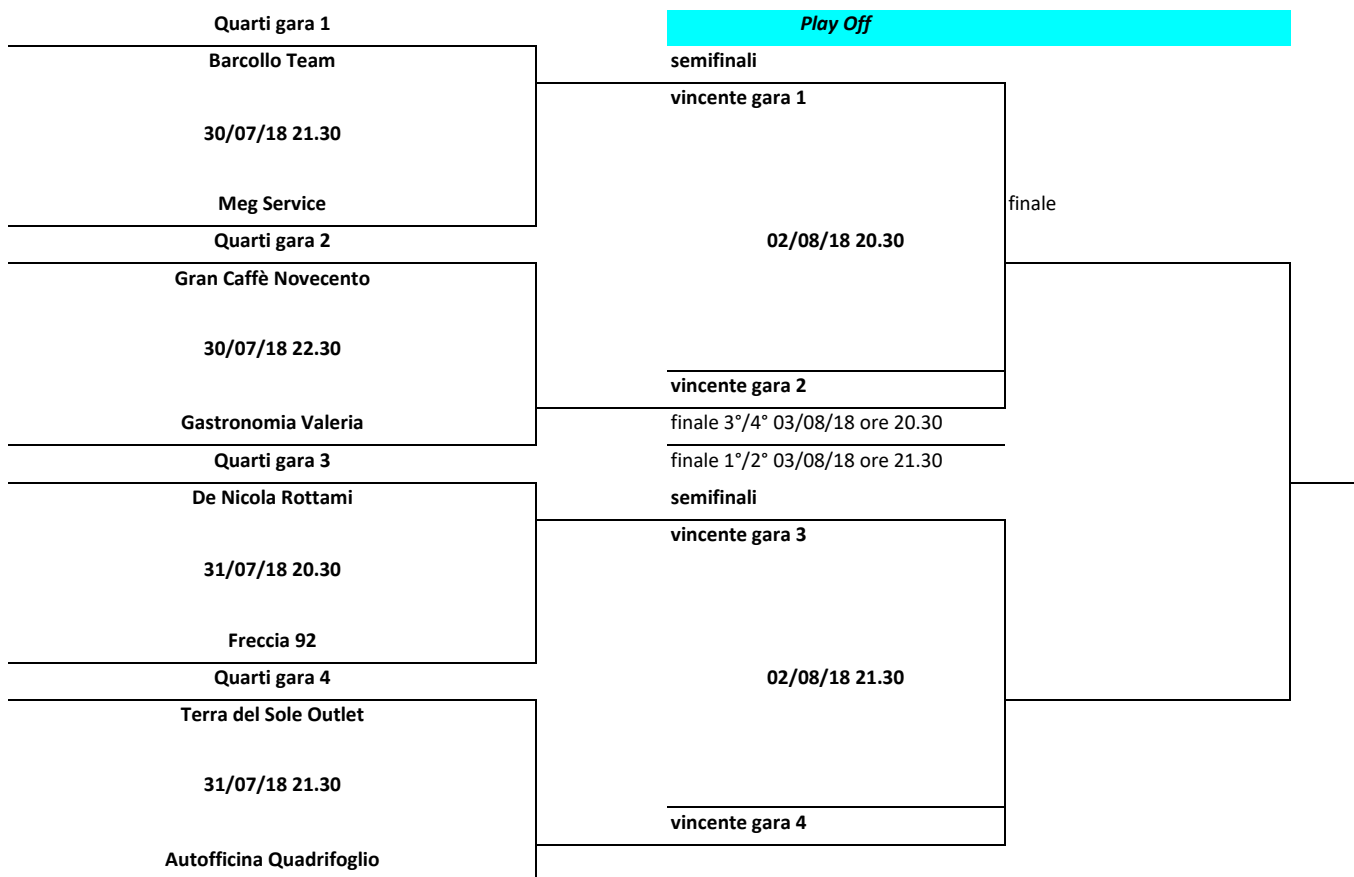 Quarti gara 1
Play Off
Barcollo Team
semifinali
vincente gara 1
30/07/18 21.30
Meg Service
finale
Quarti gara 2
02/08/18 20.30
Gran Caffè Novecento
30/07/18 22.30
vincente gara 2
Gastronomia Valeria
finale 3°/4° 03/08/18 ore 20.30
Quarti gara 3
finale 1°/2° 03/08/18 ore 21.30
De Nicola Rottami
semifinali
vincente gara 3
31/07/18 20.30
Freccia 92
Quarti gara 4
02/08/18 21.30
Terra del Sole Outlet
31/07/18 21.30
vincente gara 4
Autofficina Quadrifoglio